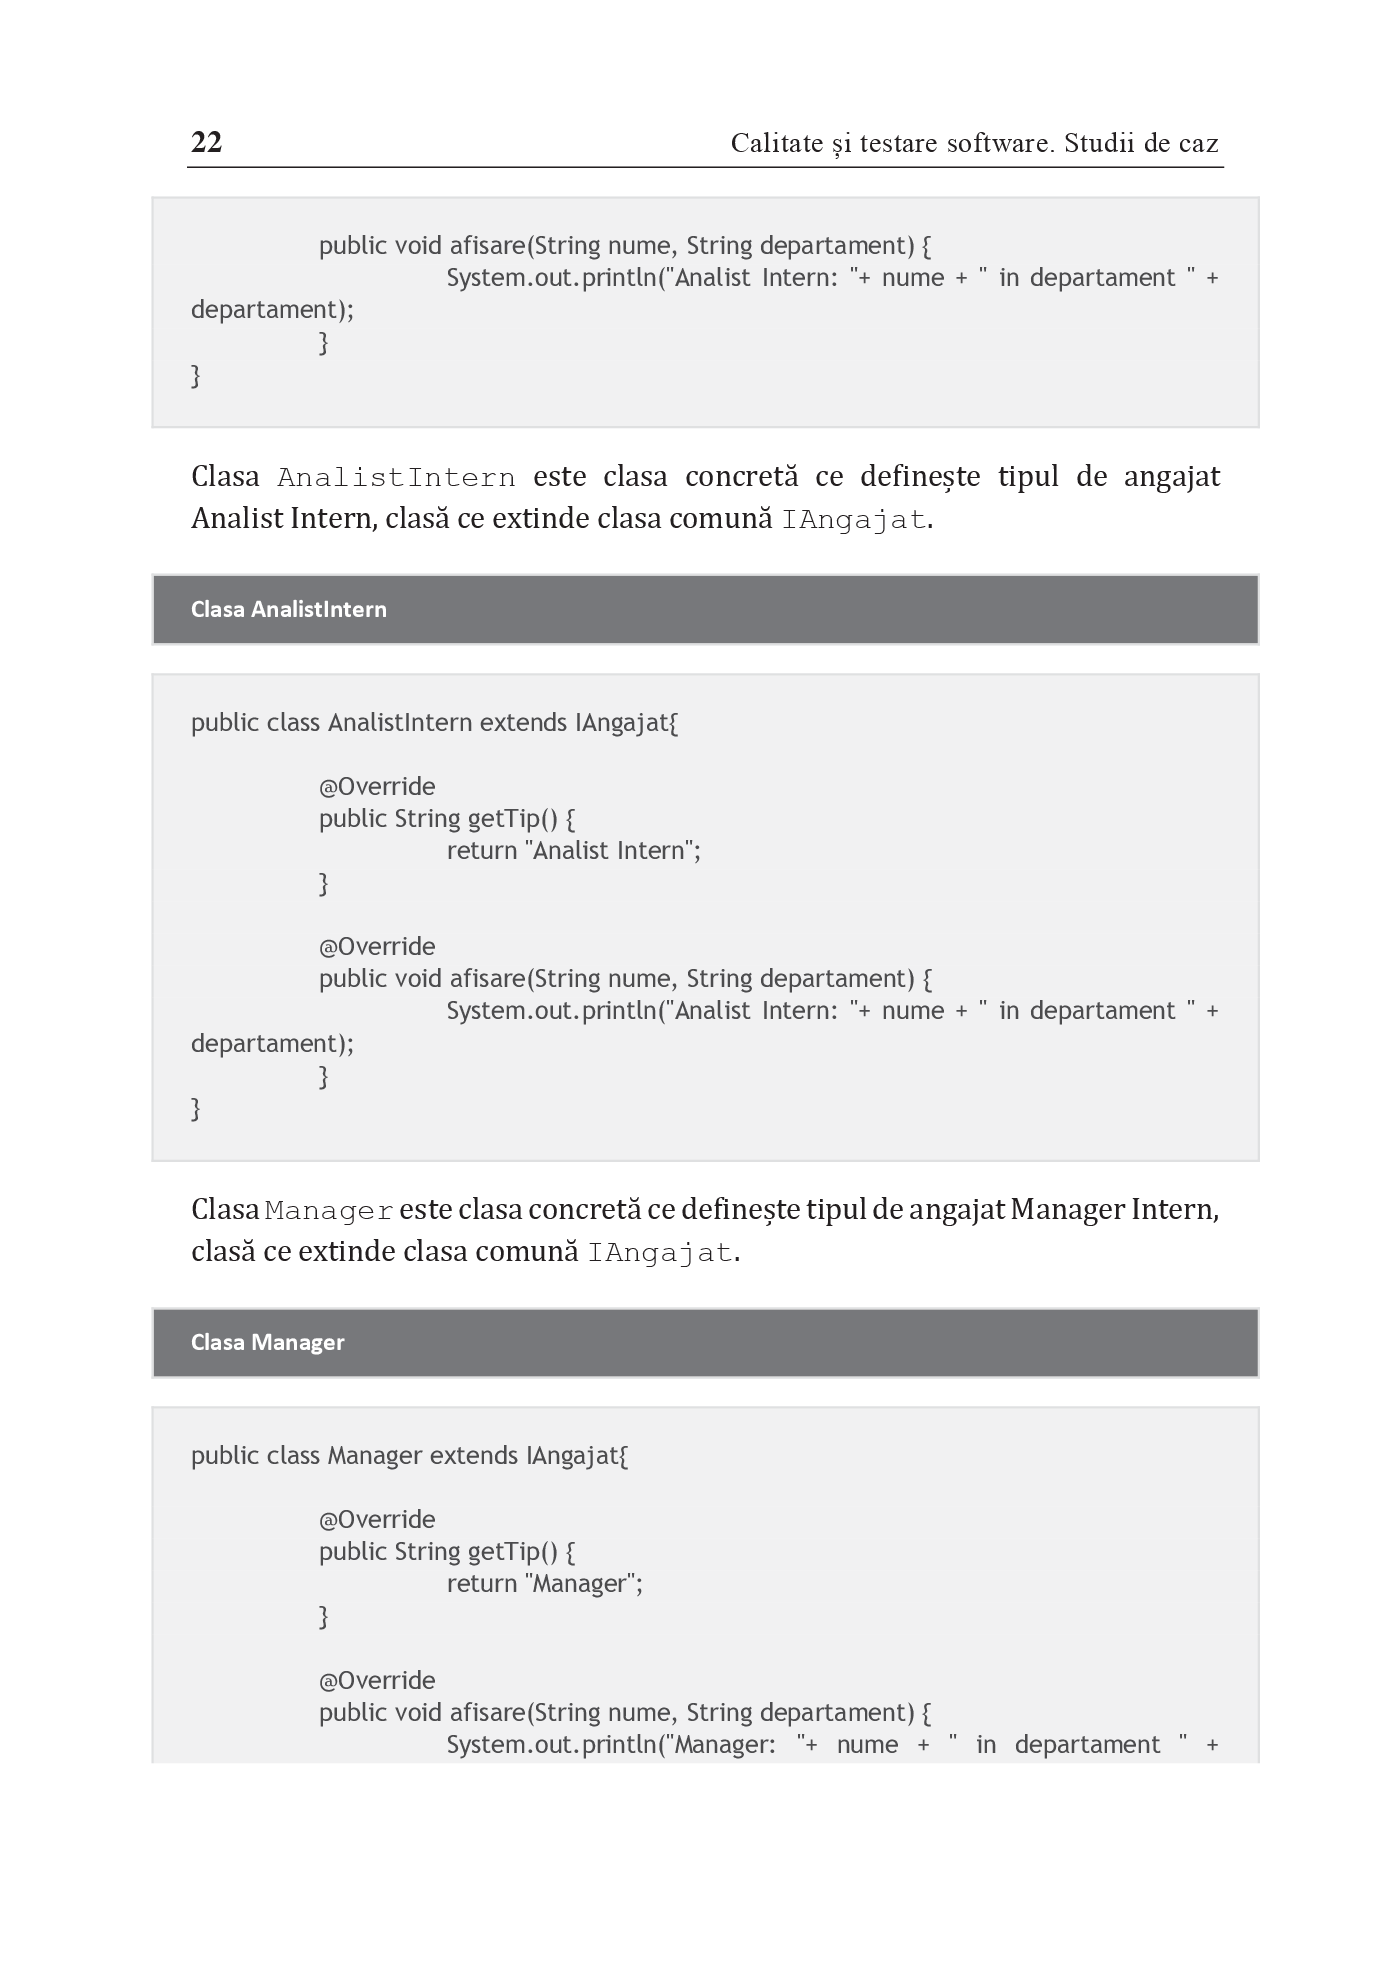 22 Calitate și testare software. Studii de caz
public void afisare(String nume, String departament) {
System.out.println("Analist Intern: "+ nume + " in departament " +
departament);
}
}
Clasa AnalistIntern este clasa concretă ce definește tipul de angajat
Analist Intern, clasă ce extinde clasa comună IAngajat.
Clasa AnalistIntern
public class AnalistIntern extends IAngajat{
@Override
public String getTip() {
return "Analist Intern";
}
@Override
public void afisare(String nume, String departament) {
System.out.println("Analist Intern: "+ nume + " in departament " +
departament);
}
}
Clasa Manager este clasa concretă ce definește tipul de angajat Manager Intern,
clasă ce extinde clasa comună IAngajat.
Clasa Manager
public class Manager extends IAngajat{
@Override
public String getTip() {
return "Manager";
}
@Override
public void afisare(String nume, String departament) {
System.out.println("Manager: "+ nume + " in departament " +